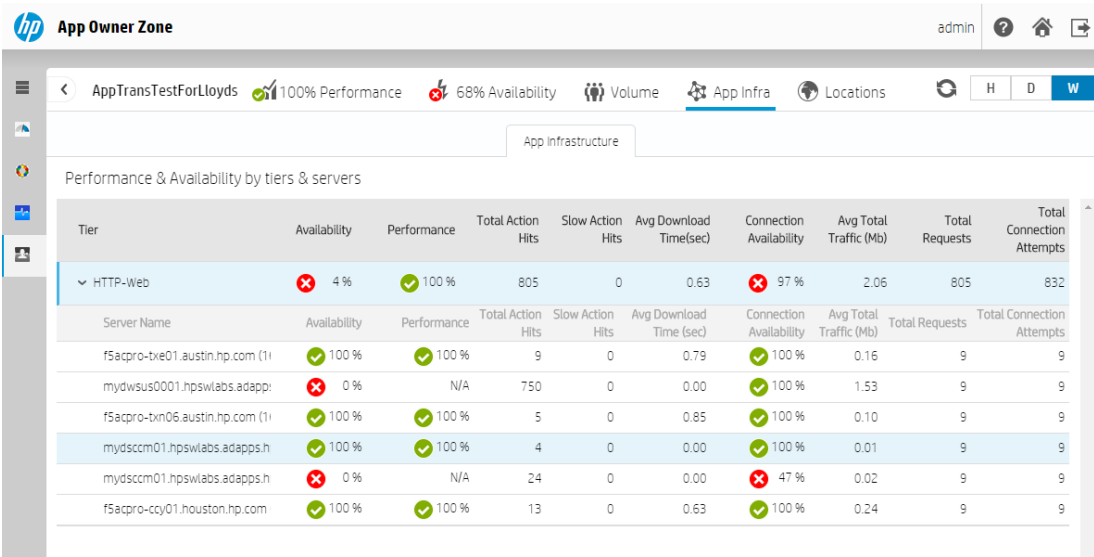 hp App Owner Zone admin ?
AppTransTestForLloyds 100% Performance 68% Availability Volume App Infra Locations H D W
App Infrastructure
Performance & Availability by tiers & servers
Tier Availability Performance Total Action Hits Slow Action Hits Avg Download Time(sec) Connection Availability Avg Total Traffic (Mb) Total Requests Total Connection Attempts
HTTP-Web 4 % 100 % 805 0 0.63 97 % 2.06 805 832
Server Name Availability Performance Total Action Hits Slow Action Hits Avg Download Time (sec) Connection Availability Avg Total Traffic (Mb) Total Requests Total Connection Attempts
f5acpro-txe01.austin.hp.com (1 100 % 100 % 9 0 0.79 100 % 0.16 9 9
mydwsus0001.hpswlabs.adapps 0 % N/A 750 0 0.00 100 % 1.53 9 9
f5acpro-txn06.austin.hp.com (1 100 % 100 % 5 0 0.85 100 % 0.10 9 9
mydsccm01.hpswlabs.adapps.h 100 % 100 % 4 0 0.00 100 % 0.01 9 9
mydsccm01.hpswlabs.adapps.h 0 % N/A 24 0 0.00 47 % 0.02 9 9
f5acpro-ccy01.houston.hp.com 100 % 100 % 13 0 0.63 100 % 0.24 9 9